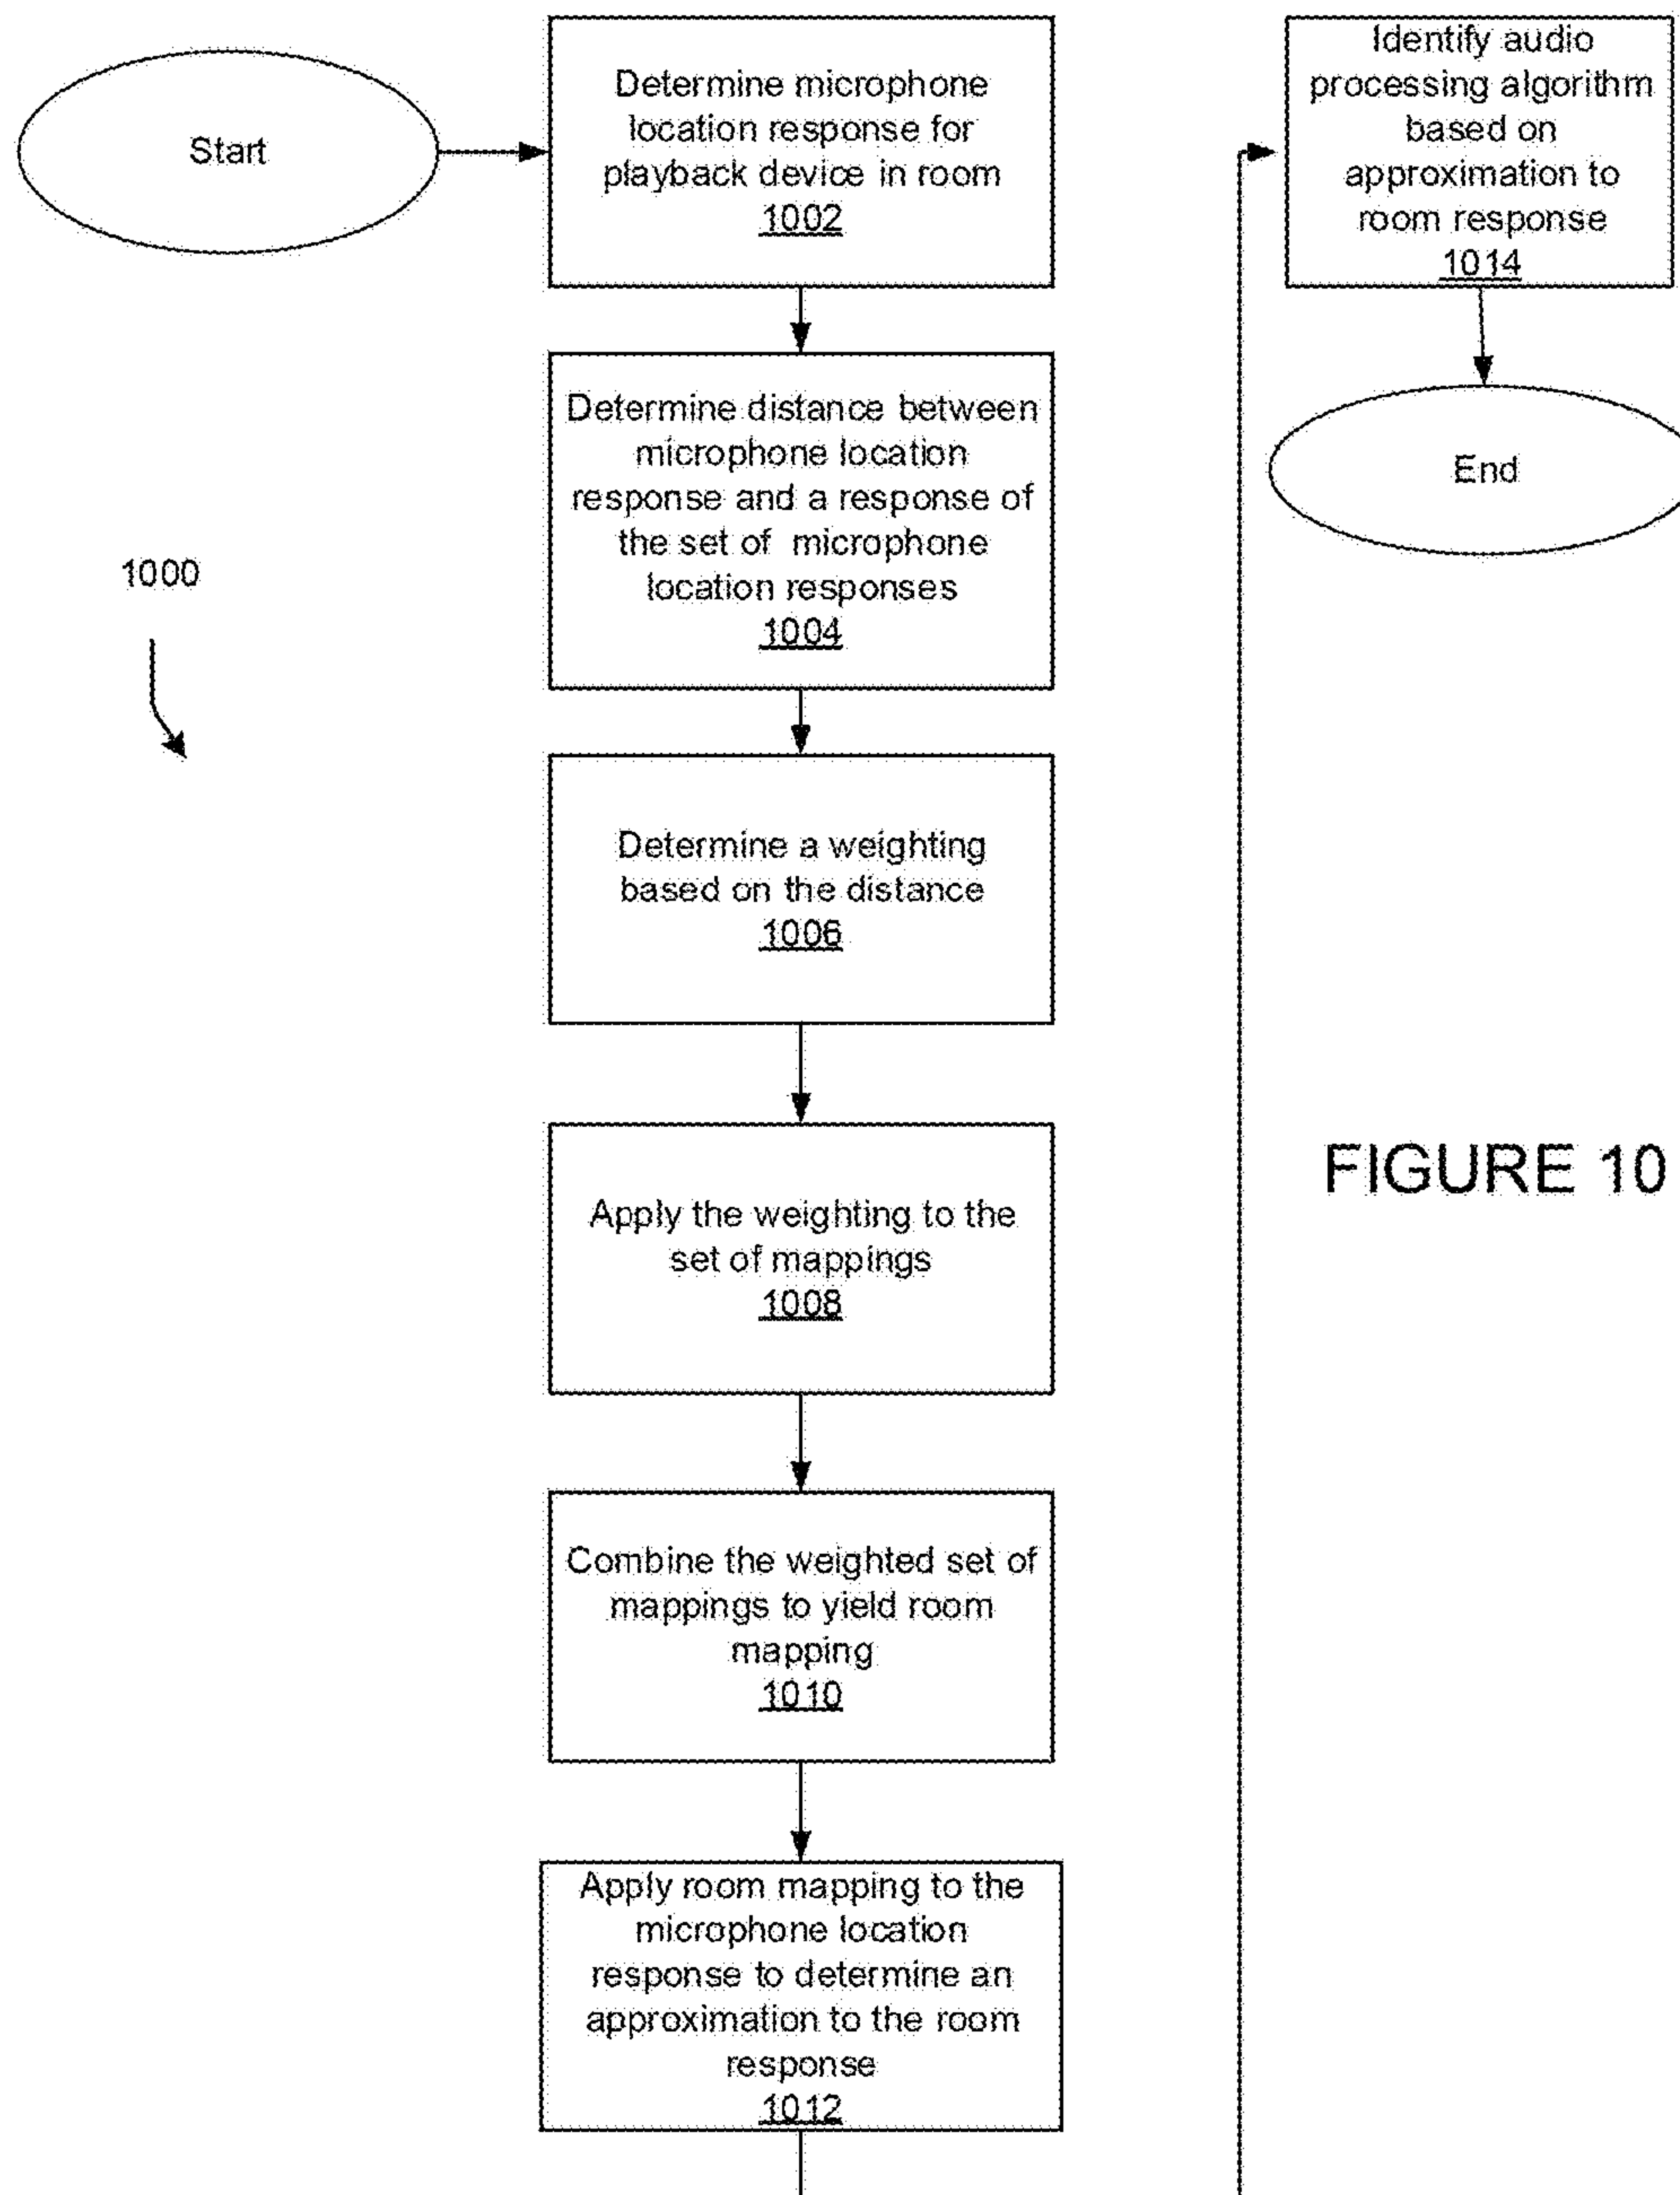 Start
Determine microphone
location response for
playback device in room
1002
Determine distance between
microphone location
response and a response of
the set of microphone
location responses
1004
1000
Determine a weighting
based on the distance
1006
Apply the weighting to the
set of mappings
1008
Combine the weighted set of
mappings to yield room
mapping
1010
Apply room mapping to the
microphone location
response to determine an
approximation to the room
response
1012
Identify audio
processing algorithm
based on
approximation to
room response
1014
End
FIGURE 10